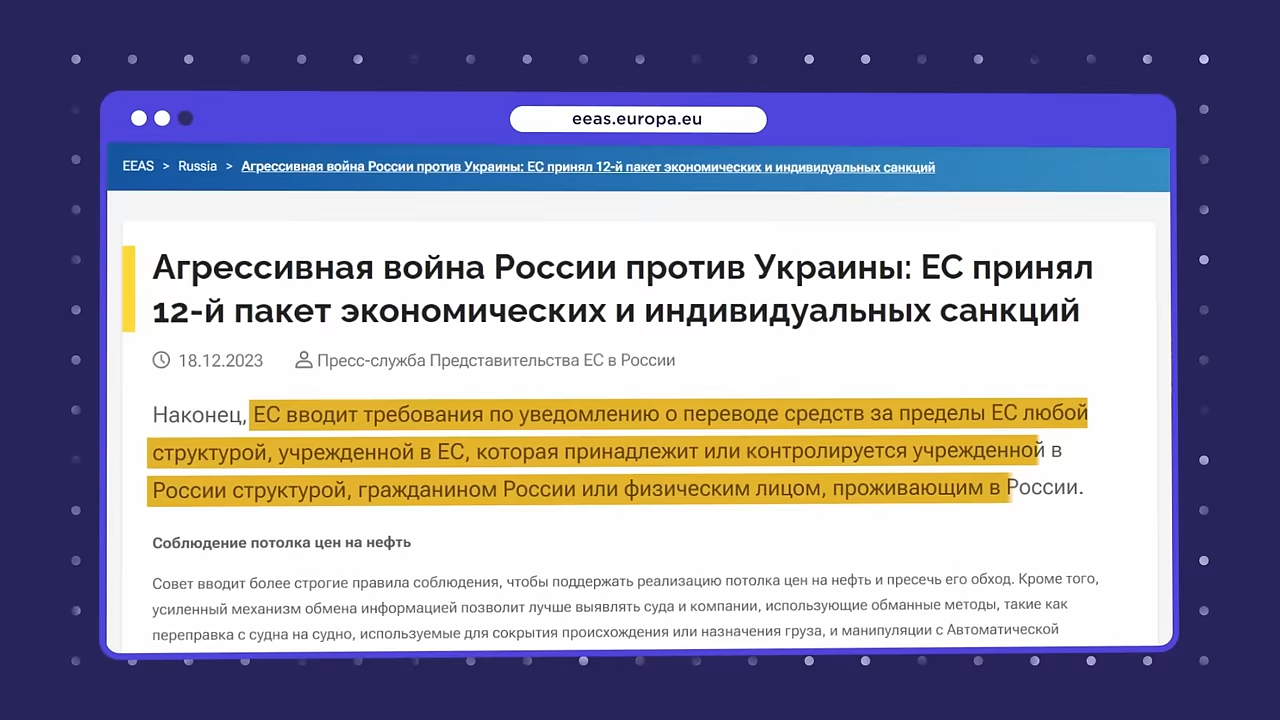 eeas.europa.eu
EEAS > Russia > Агрессивная война России против Украины: ЕС принял 12-й пакет экономических и индивидуальных санкций
Агрессивная война России против Украины: ЕС принял
12-й пакет экономических и индивидуальных санкций
18.12.2023 Пресс-служба Представительства ЕС в России
Наконец, ЕС вводит требования по уведомлению о переводе средств за пределы ЕС любой
структурой, учрежденной в ЕС, которая принадлежит или контролируется учрежденной в
России структурой, гражданином России или физическим лицом, проживающим в России.
Соблюдение потолка цен на нефть
Совет вводит более строгие правила соблюдения, чтобы поддержать реализацию потолка цен на нефть и пресечь его обход. Кроме того,
усиленный механизм обмена информацией позволит лучше выявлять суда и компании, использующие обманные методы, такие как
переправка с судна на судно, используемые для сокрытия происхождения или назначения груза, и манипуляции с Автоматической